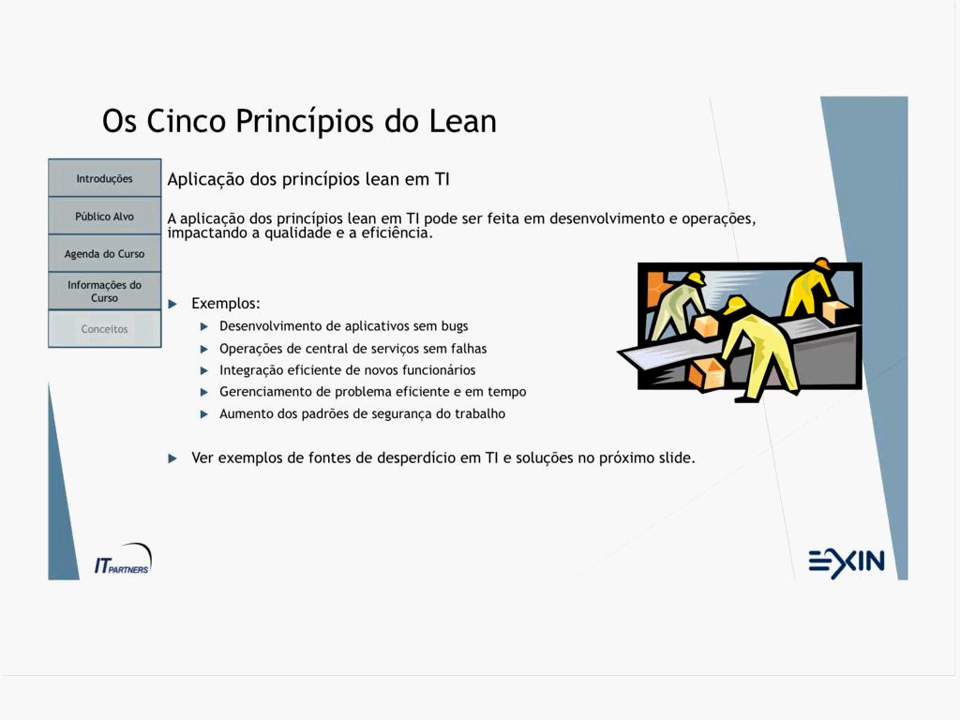 Os Cinco Princípios do Lean
Introduções
Público Alvo
Agenda do Curso
Informações do
Curso
Conceitos
Aplicação dos princípios lean em TI
A aplicação dos princípios lean em TI pode ser feita em desenvolvimento e operações,
impactando a qualidade e a eficiência.
Exemplos:
Desenvolvimento de aplicativos sem bugs
Operações de central de serviços sem falhas
Integração eficiente de novos funcionários
Gerenciamento de problema eficiente e em tempo
Aumento dos padrões de segurança do trabalho
Ver exemplos de fontes de desperdício em TI e soluções no próximo slide.
IT PARTNERS
EXIN